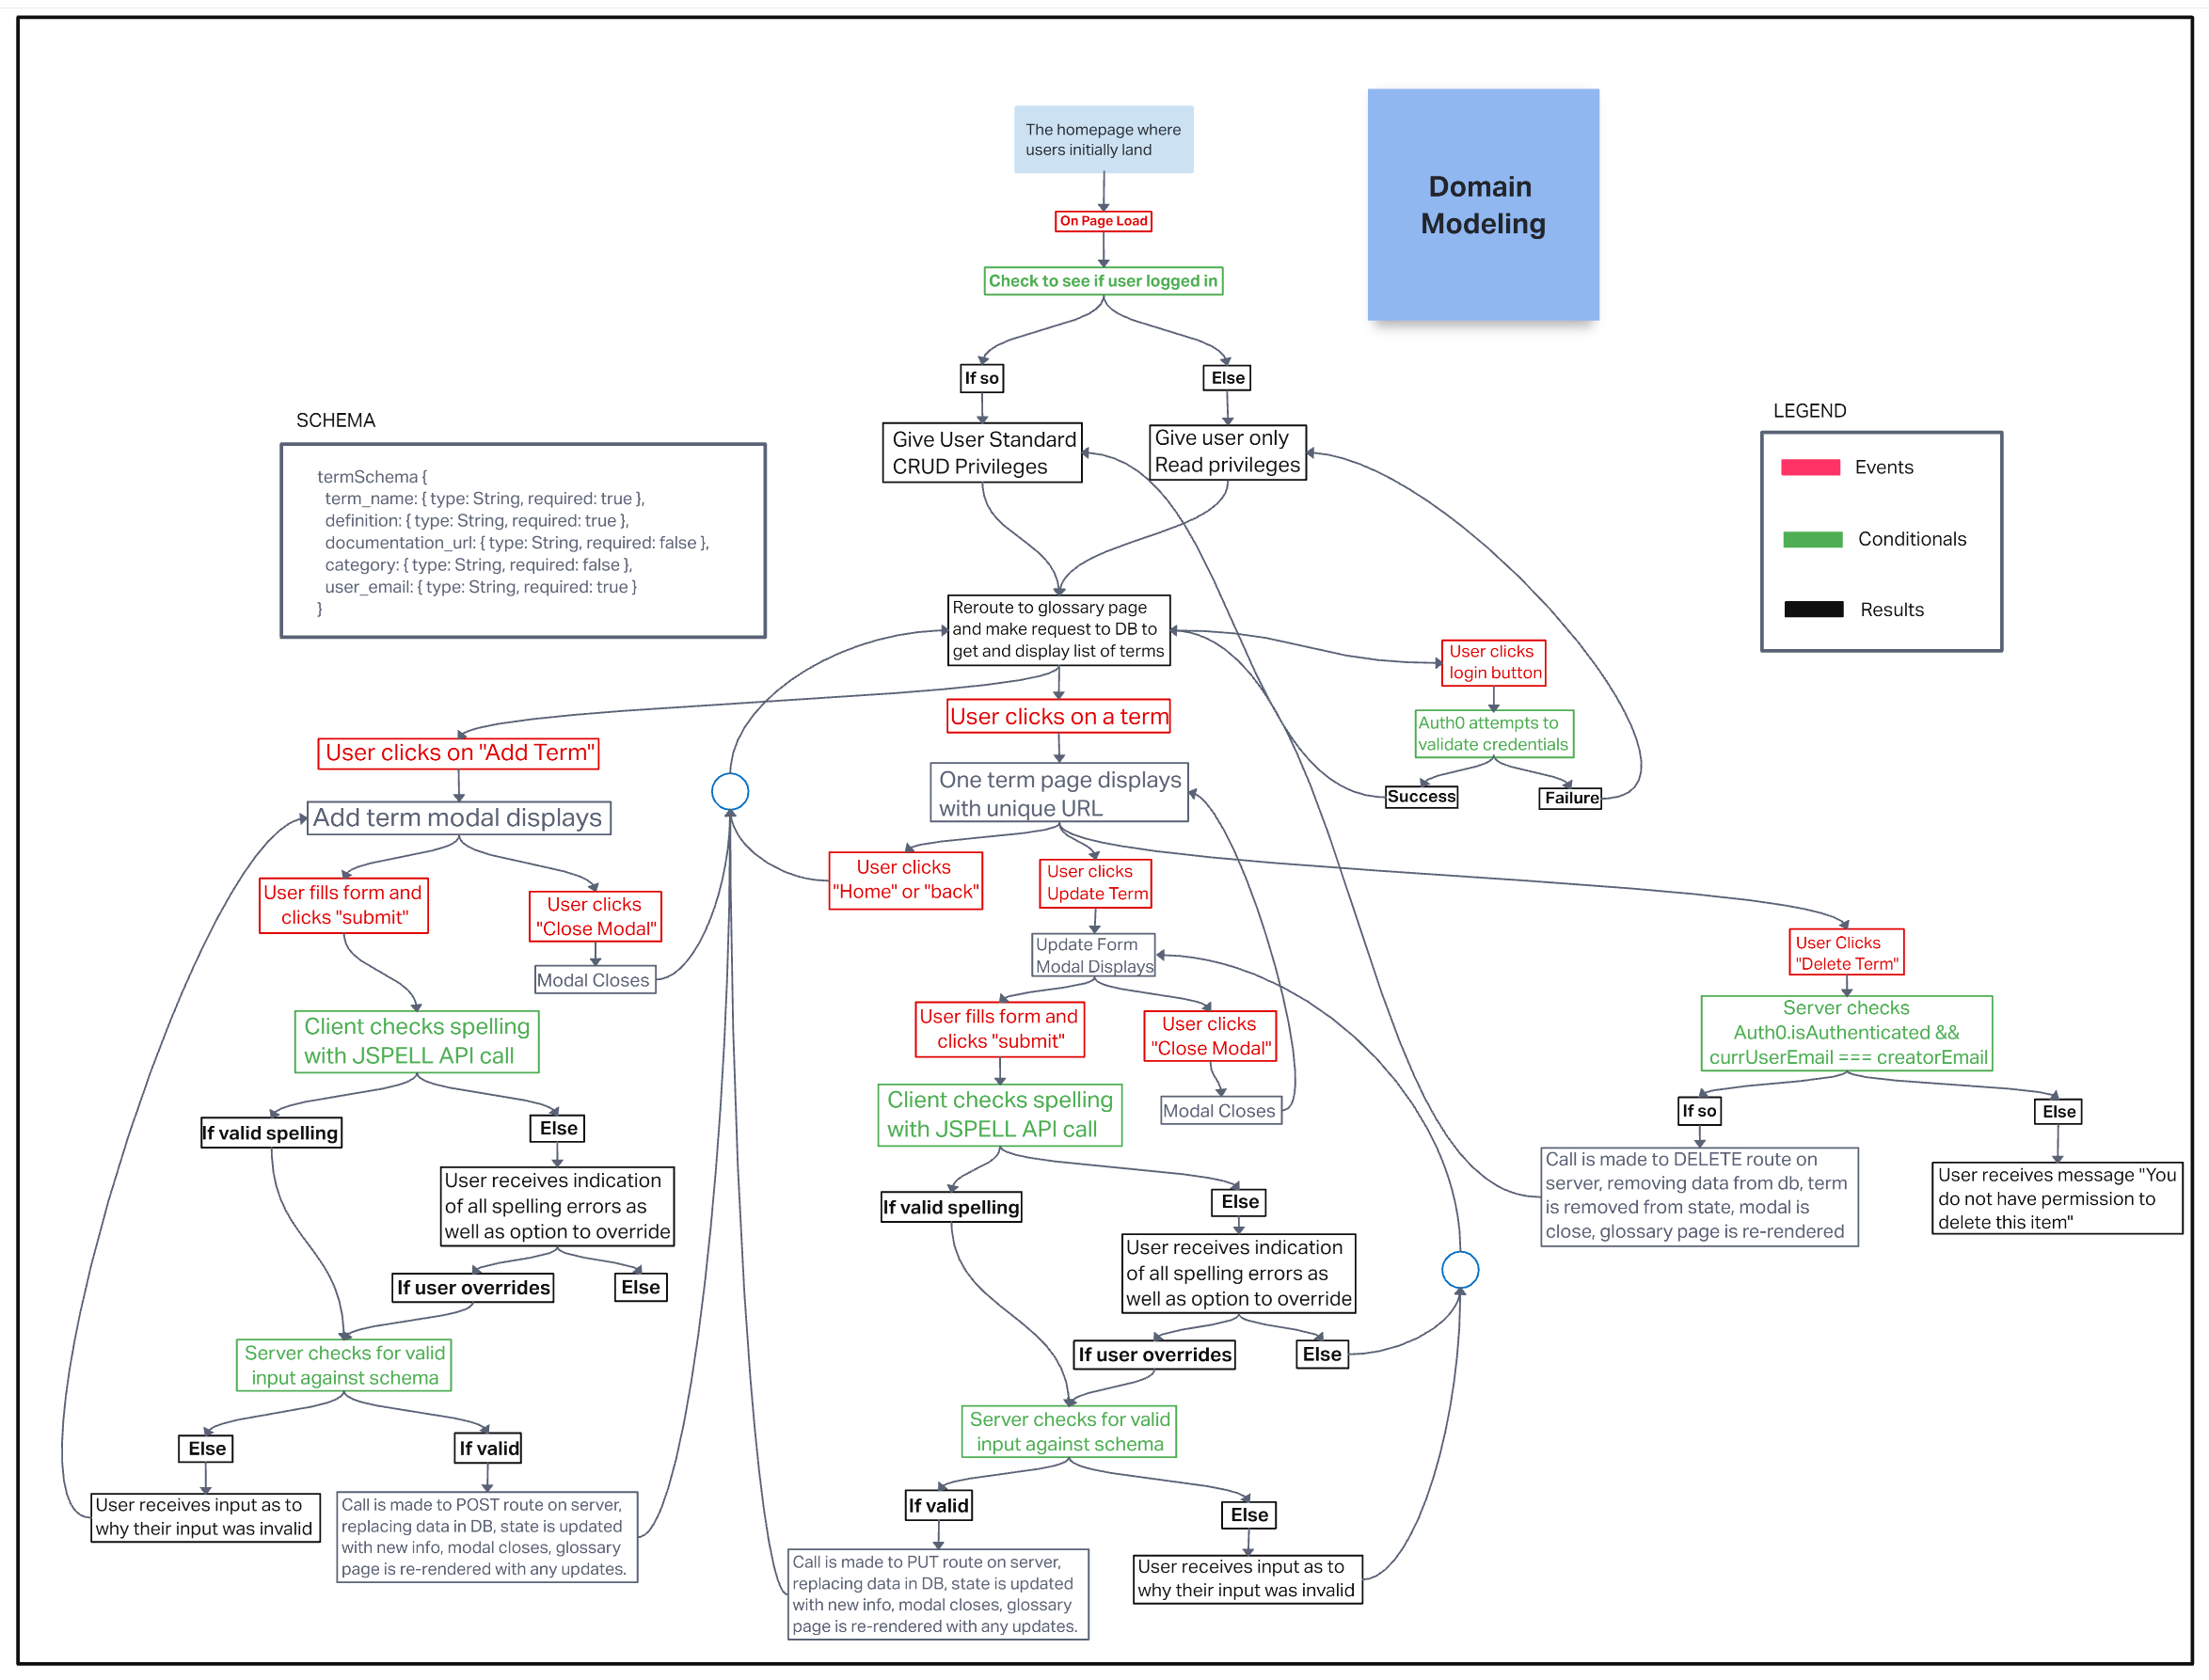 The homepage where
users initially land
Domain
Modeling
On Page Load
Check to see if user logged in
If so
Else
Give User Standard
CRUD Privileges
Give user only
Read privileges
SCHEMA
termSchema {
term_name: { type: String, required: true },
definition: { type: String, required: true },
documentation_url: { type: String, required: false },
category: { type: String, required: false },
user_email: { type: String, required: true }
}
LEGEND
Events
Conditionals
Results
Reroute to glossary page
and make request to DB to
get and display list of terms
User clicks
login button
Auth0 attempts to
validate credentials
Success
Failure
User clicks on a term
User clicks on "Add Term"
One term page displays
with unique URL
Add term modal displays
User fills form and
clicks "submit"
User clicks
"Close Modal"
Modal Closes
Client checks spelling
with JSPELL API call
If valid spelling
Else
User receives indication
of all spelling errors as
well as option to override
If user overrides
Else
Server checks for valid
input against schema
Else
If valid
User receives input as to
why their input was invalid
Call is made to POST route on server,
replacing data in DB, state is updated
with new info, modal closes, glossary
page is re-rendered with any updates.
User clicks
"Home" or "back"
User clicks
Update Term
Update Form
Modal Displays
User fills form and
clicks "submit"
User clicks
"Close Modal"
Modal Closes
Client checks spelling
with JSPELL API call
If valid spelling
Else
User receives indication
of all spelling errors as
well as option to override
If user overrides
Else
Server checks for valid
input against schema
If valid
Else
Call is made to PUT route on server,
replacing data in DB, state is updated
with new info, modal closes, glossary
page is re-rendered with any updates.
User receives input as to
why their input was invalid
User Clicks
"Delete Term"
Server checks
Auth0.isAuthenticated &&
currUserEmail === creatorEmail
If so
Else
Call is made to DELETE route on
server, removing data from db, term
is removed from state, modal is
close, glossary page is re-rendered
User receives message "You
do not have permission to
delete this item"